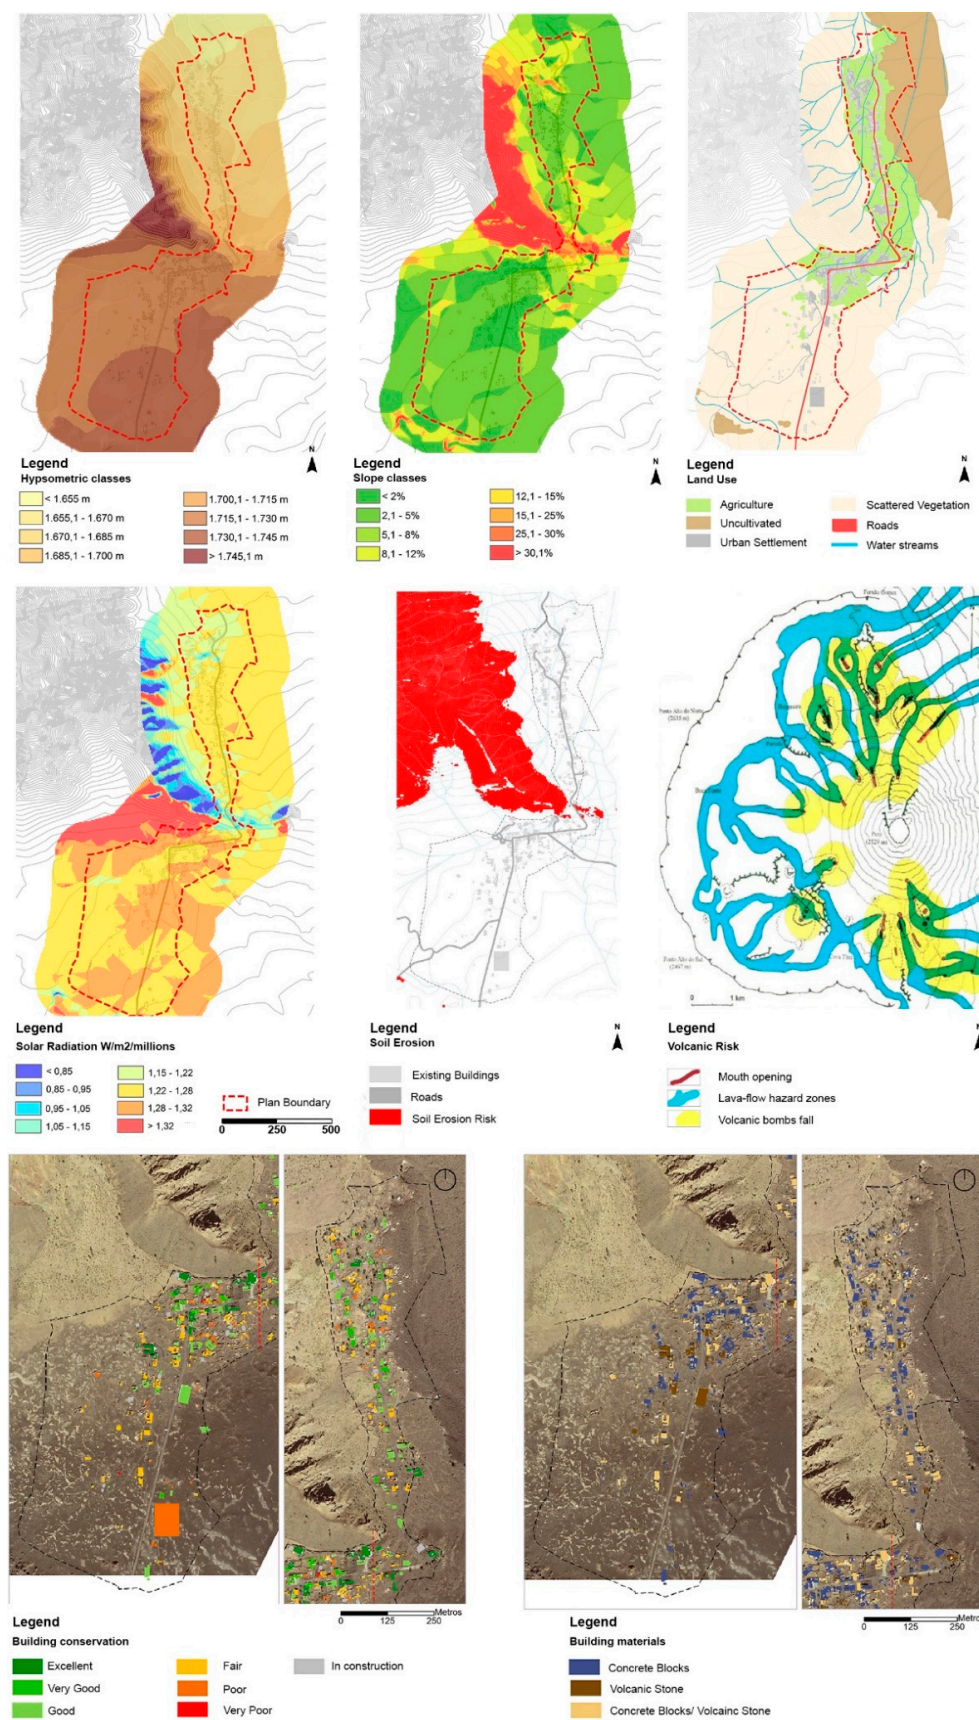 N
N
N
Legend
Hypsometric classes
< 1.655 m
1.655,1 - 1.670 m
1.670,1 - 1.685 m
1.685,1 - 1.700 m
1.700,1 - 1.715 m
1.715,1 - 1.730 m
1.730,1 - 1.745 m
> 1.745,1 m
Legend
Slope classes
< 2%
2,1 - 5%
5,1 - 8%
8,1 - 12%
12,1 - 15%
15,1 - 25%
25,1 - 30%
> 30,1%
Legend
Land Use
Agriculture
Uncultivated
Urban Settlement
Scattered Vegetation
Roads
Water streams
Ponto Alto do Sul
0 1 km
Legend
Solar Radiation W/m2/millions
< 0,85
0,85 - 0,95
0,95 - 1,05
1,05 - 1,15
1,15 - 1,22
1,22 - 1,28
1,28 - 1,32
> 1,32
Plan Boundary
0 250 500
N
Legend
Soil Erosion
Existing Buildings
Roads
Soil Erosion Risk
N
Legend
Volcanic Risk
Mouth opening
Lava-flow hazard zones
Volcanic bombs fall
Metros
0 125 250
Legend
Building conservation
Excellent
Very Good
Good
Fair
Poor
Very Poor
In construction
Metros
0 125 250
Legend
Building materials
Concrete Blocks
Volcanic Stone
Concrete Blocks/ Volcainc Stone